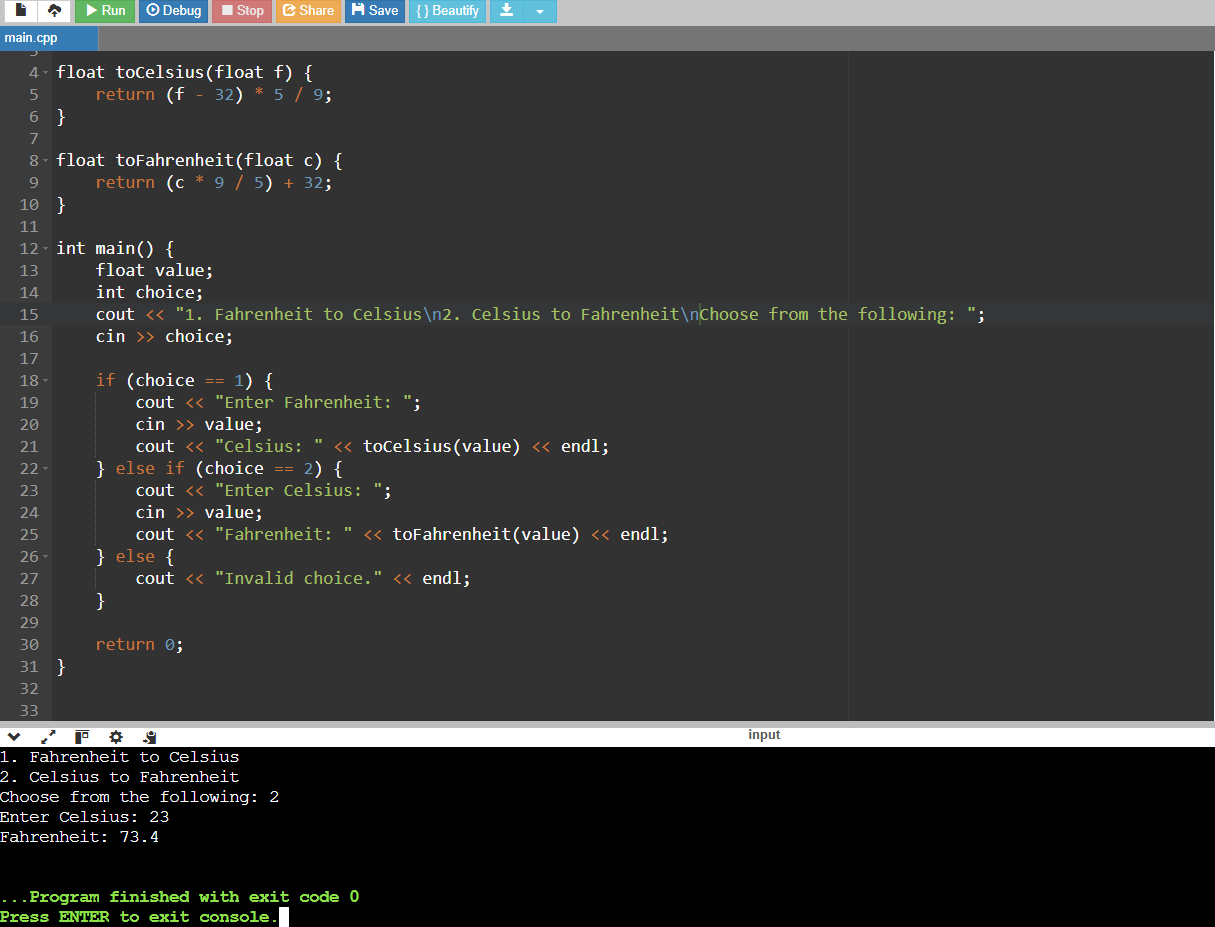 Run Debug Stop Share Save { } Beautify
main.cpp
3
4 float toCelsius(float f) {
5     return (f - 32) * 5 / 9;
6 }
7
8 float toFahrenheit(float c) {
9     return (c * 9 / 5) + 32;
10 }
11
12 int main() {
13     float value;
14     int choice;
15     cout << "1. Fahrenheit to Celsius\n2. Celsius to Fahrenheit\nChoose from the following: ";
16     cin >> choice;
17
18     if (choice == 1) {
19         cout << "Enter Fahrenheit: ";
20         cin >> value;
21         cout << "Celsius: " << toCelsius(value) << endl;
22     } else if (choice == 2) {
23         cout << "Enter Celsius: ";
24         cin >> value;
25         cout << "Fahrenheit: " << toFahrenheit(value) << endl;
26     } else {
27         cout << "Invalid choice." << endl;
28     }
29
30     return 0;
31 }
32
33
input
1. Fahrenheit to Celsius
2. Celsius to Fahrenheit
Choose from the following: 2
Enter Celsius: 23
Fahrenheit: 73.4
...Program finished with exit code 0
Press ENTER to exit console.